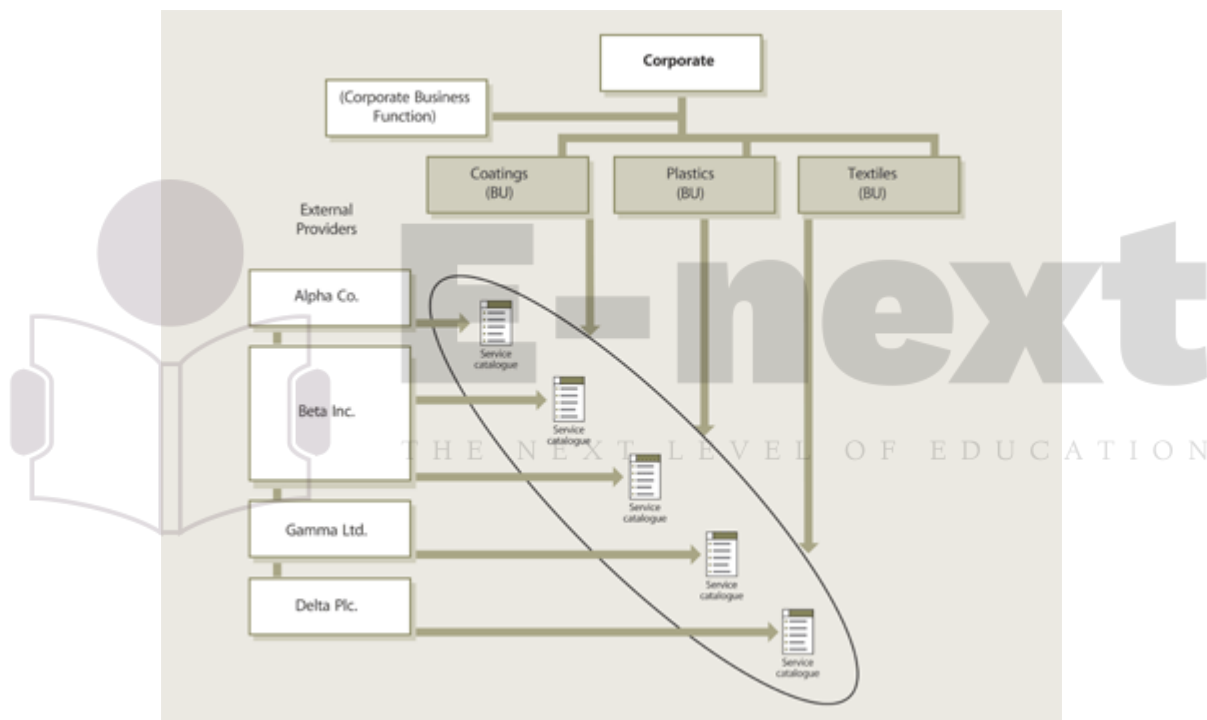 Corporate
(Corporate Business
Function)
Coatings
(BU)
Plastics
(BU)
Textiles
(BU)
External
Providers
Alpha Co.
Service
catalogue
Beta Inc.
Service
catalogue
Service
catalogue
Gamma Ltd.
Service
catalogue
Delta Plc.
Service
catalogue
E-next
THE NEXT LEVEL OF EDUCATION